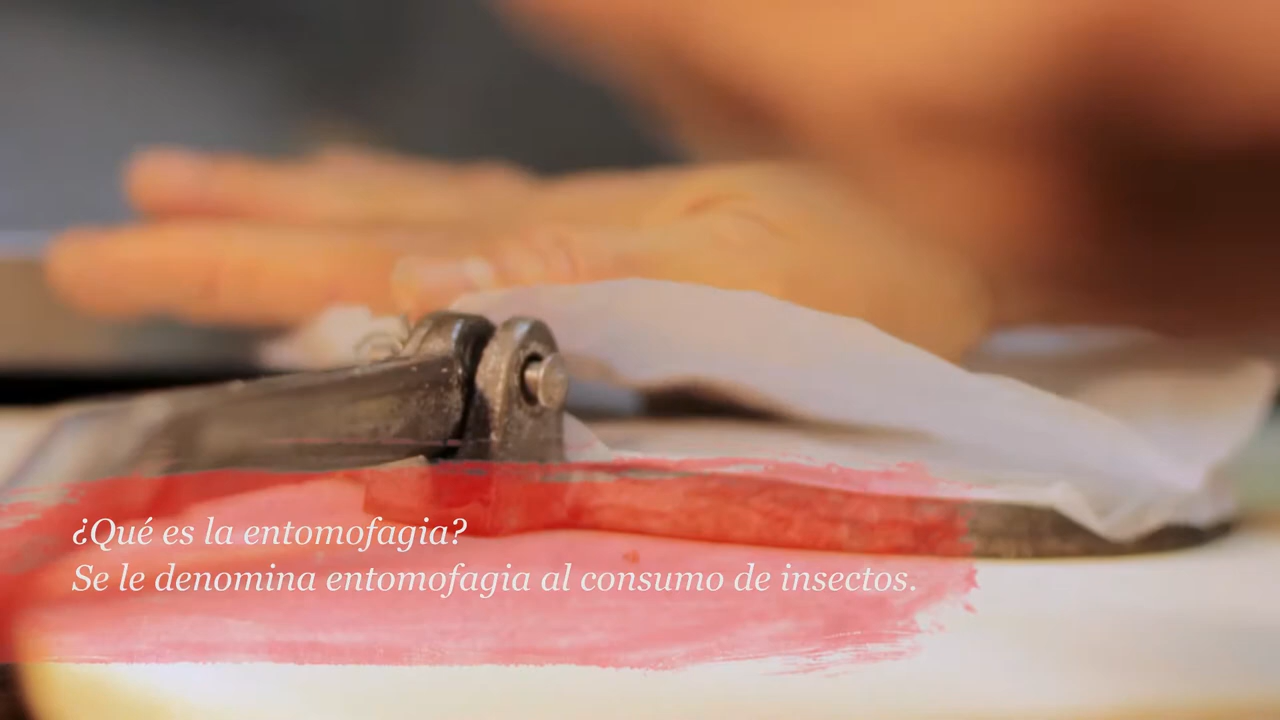 ¿Qué es la entomofagia?
Se le denomina entomofagia al consumo de insectos.